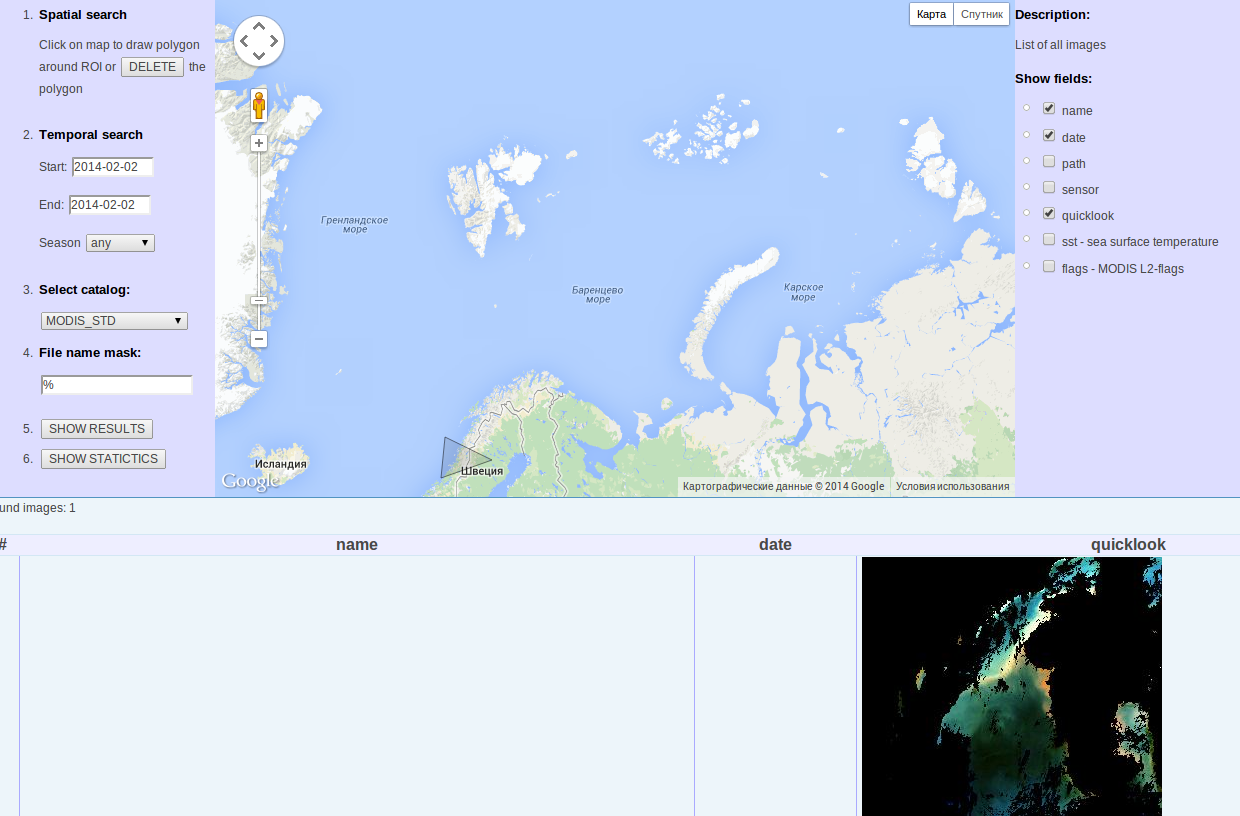 1. Spatial search
Click on map to draw polygon
around ROI or DELETE the
polygon
2. Temporal search
Start: 2014-02-02
End: 2014-02-02
Season any
3. Select catalog:
MODIS_STD
4. File name mask:
%
5. SHOW RESULTS
6. SHOW STATICTICS
Карта Спутник
Гренландское
море
Баренцево
море
Карское
море
Исландия
Швеция
Google
Картографические данные © 2014 Google
Условия использования
Description:
List of all images
Show fields:
name
date
path
sensor
quicklook
sst - sea surface temperature
flags - MODIS L2-flags
und images: 1
# name date quicklook